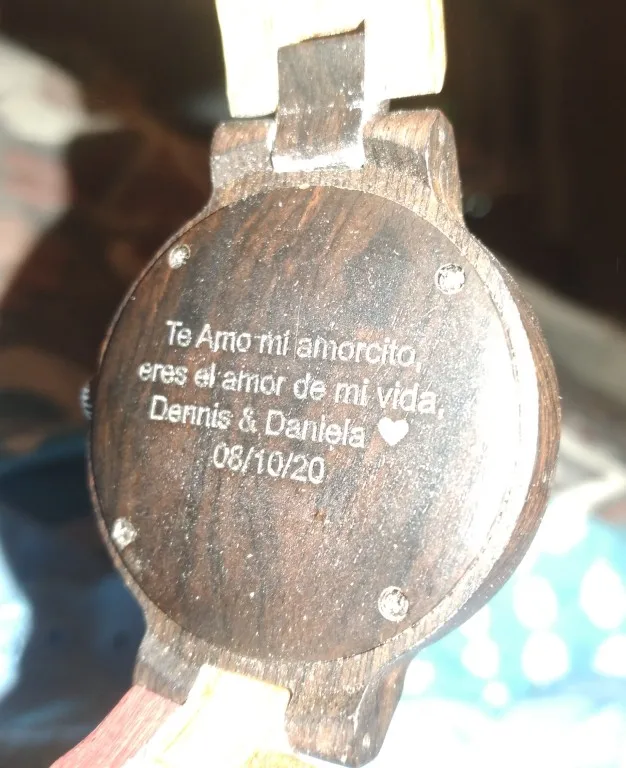 Te Amo mi amorcito,
eres el amor de mi vida,
Dennis & Daniela ♥
08/10/20